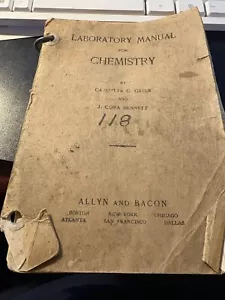 LABORATORY MANUAL
FOR
CHEMISTRY
BY
C. GREER
AND
J. CORA BENNETT
118
ALLYN AND BACON
BOSTON NEW YORK CHICAGO
ATLANTA SAN FRANCISCO DALLAS